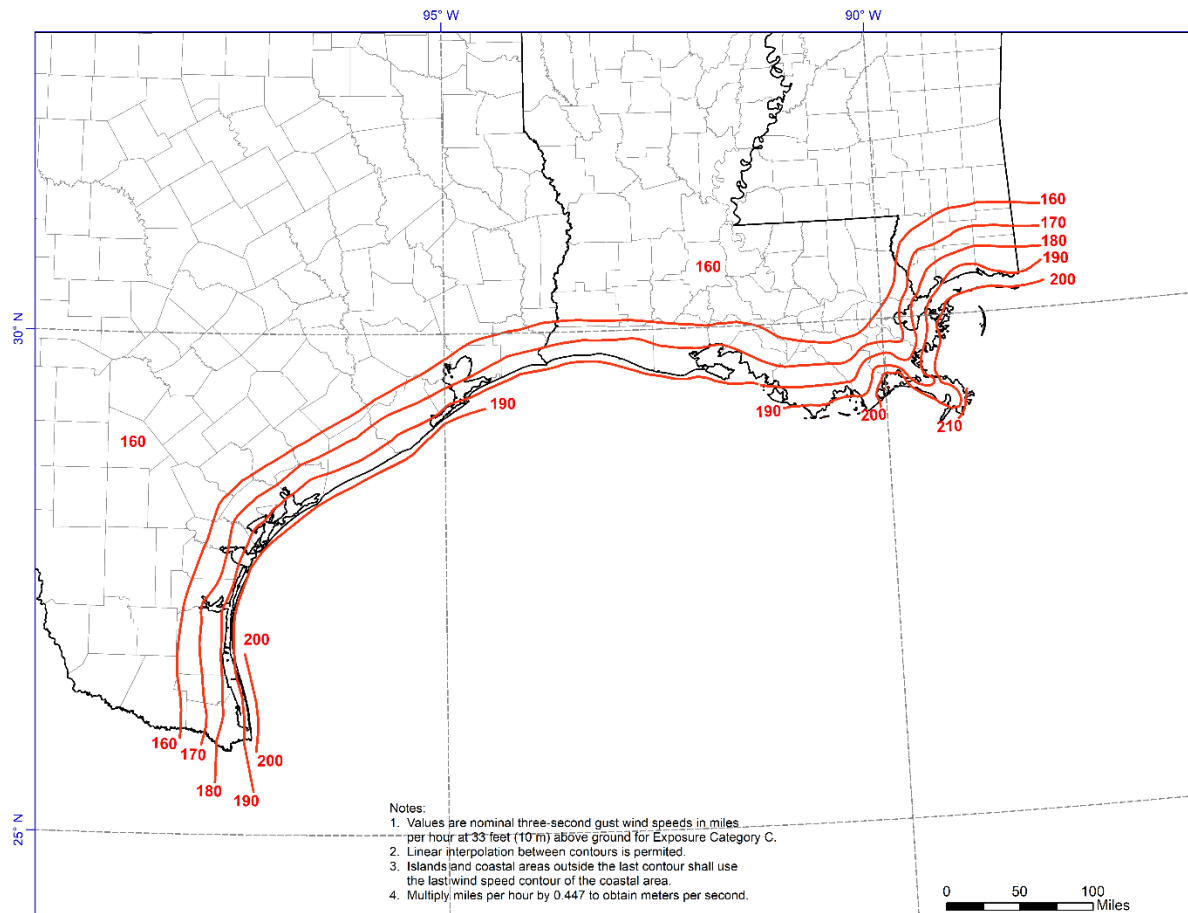 95° W
90° W
160
170
180
190
200
160
30° N
190
160
190
200
210
200
160
170
200
180
190
25° N
Notes:
1. Values are nominal three-second gust wind speeds in miles
per hour at 33 feet (10 m) above ground for Exposure Category C.
2. Linear interpolation between contours is permited.
3. Islands and coastal areas outside the last contour shall use
the last wind speed contour of the coastal area.
4. Multiply miles per hour by 0.447 to obtain meters per second.
0 50 100
Miles